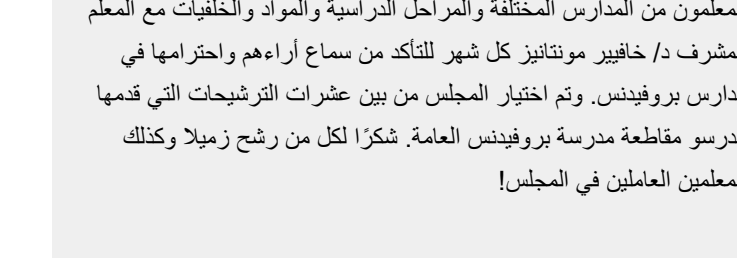 معلمون من المدارس المختلفة والمراحل الدراسية والمواد والخلفيات مع المعلم
مشرف د/ خافيير مونتانيز كل شهر للتأكد من سماع أراءهم واحترامها في
دارس بروفيدنس. وتم اختيار المجلس من بين عشرات الترشيحات التي قدمها
درسو مقاطعة مدرسة بروفيدنس العامة. شكرًا لكل من رشح زميلا وكذلك
معلمين العاملين في المجلس!